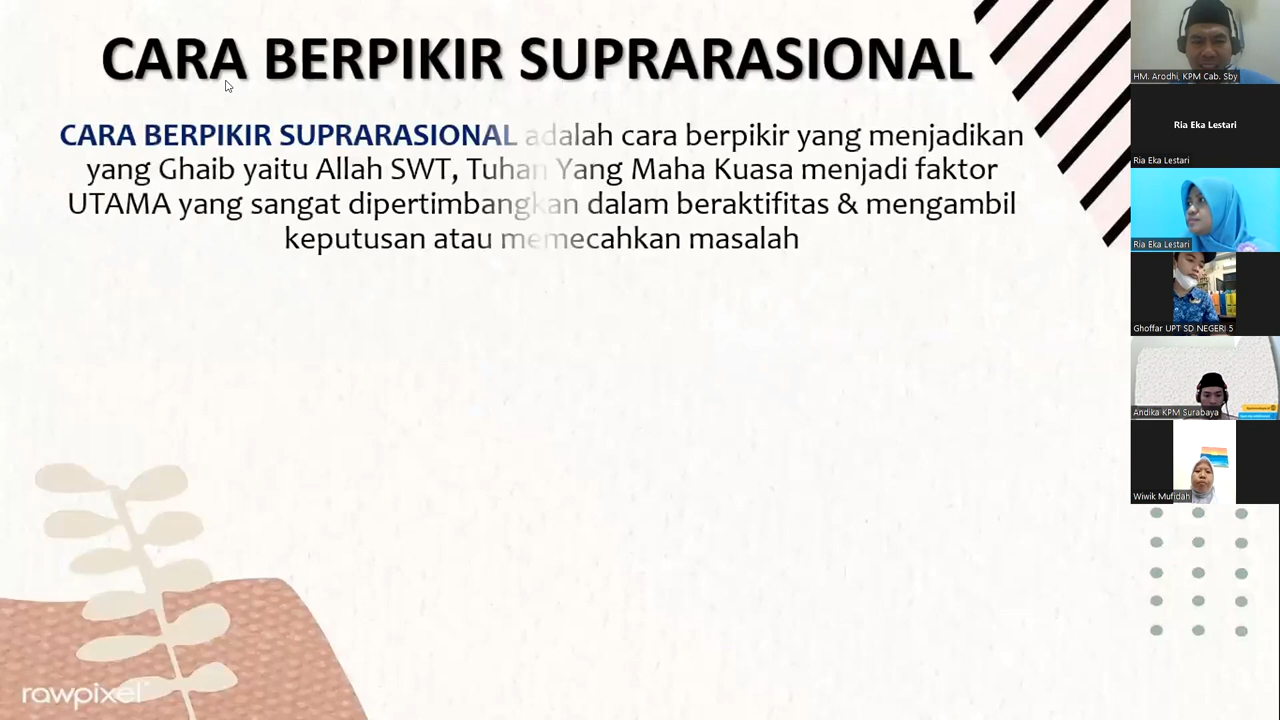 CARA BERPIKIR SUPRARASIONAL
CARA BERPIKIR SUPRARASIONAL adalah cara berpikir yang menjadikan
yang Ghaib yaitu Allah SWT, Tuhan Yang Maha Kuasa menjadi faktor
UTAMA yang sangat dipertimbangkan dalam beraktifitas & mengambil
keputusan atau memecahkan masalah
HM. Arodhi, KPM Cab. Sby
Ria Eka Lestari
Ria Eka Lestari
Ria Eka Lestari
Ghoffar UPT SD NEGERI 5
Andika KPM Surabaya
Wiwik Mufidah
rawpixel